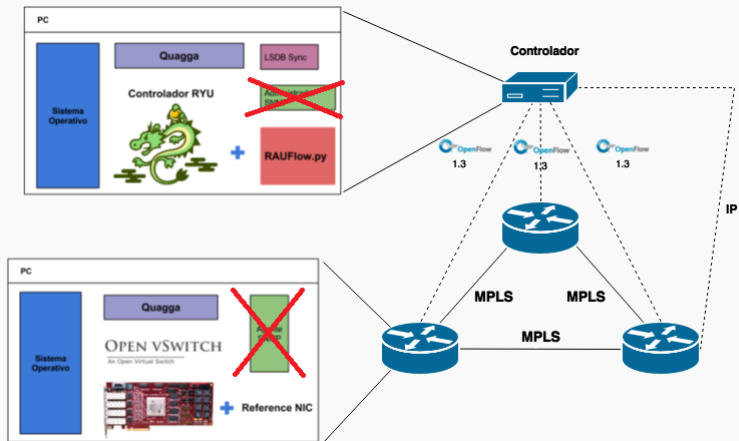 PC
Sistema
Operativo
Quagga
LSDB Sync
Controlador RYU
RAUFlow.py
Controlador
OpenFlow
1.3
OpenFlow
1.3
OpenFlow
1.3
IP
MPLS
MPLS
MPLS
PC
Sistema
Operativo
Quagga
OPEN VSWITCH
An Open Virtual Switch
Reference NIC